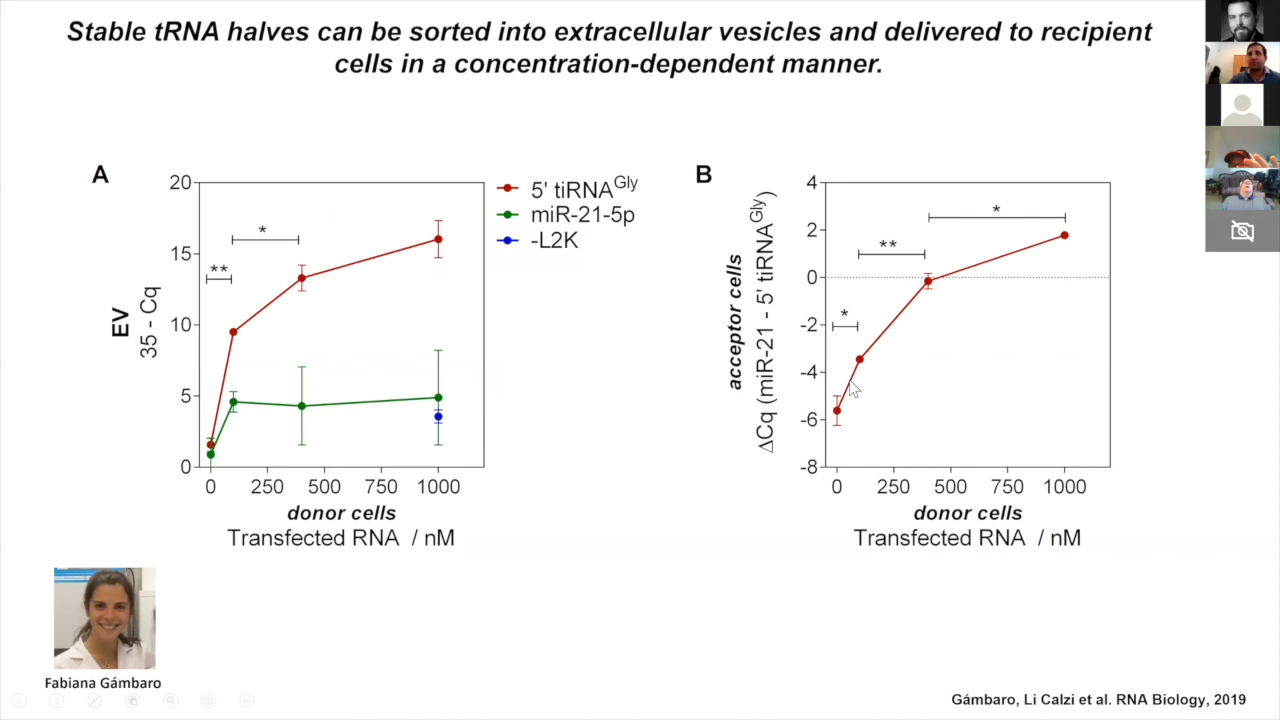 Stable tRNA halves can be sorted into extracellular vesicles and delivered to recipient
cells in a concentration-dependent manner.
A
20
15
10
5
0
EV
35 - Cq
**
*
0 250 500 750 1000
donor cells
Transfected RNA / nM
5' tiRNAGly
miR-21-5p
-L2K
B
4
2
0
-2
-4
-6
-8
acceptor cells
ΔCq (miR-21 - 5' tiRNAGly)
*
**
*
0 250 500 750 1000
donor cells
Transfected RNA / nM
Fabiana Gámbaro
Gámbaro, Li Calzi et al. RNA Biology, 2019